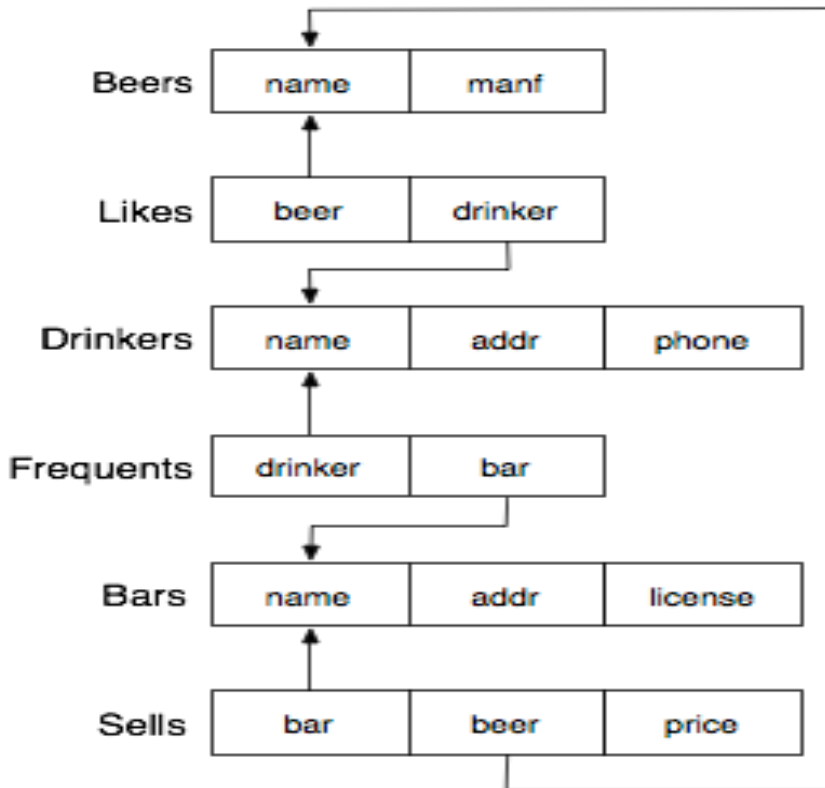 Beers name manf
Likes beer drinker
Drinkers name addr phone
Frequents drinker bar
Bars name addr license
Sells bar beer price